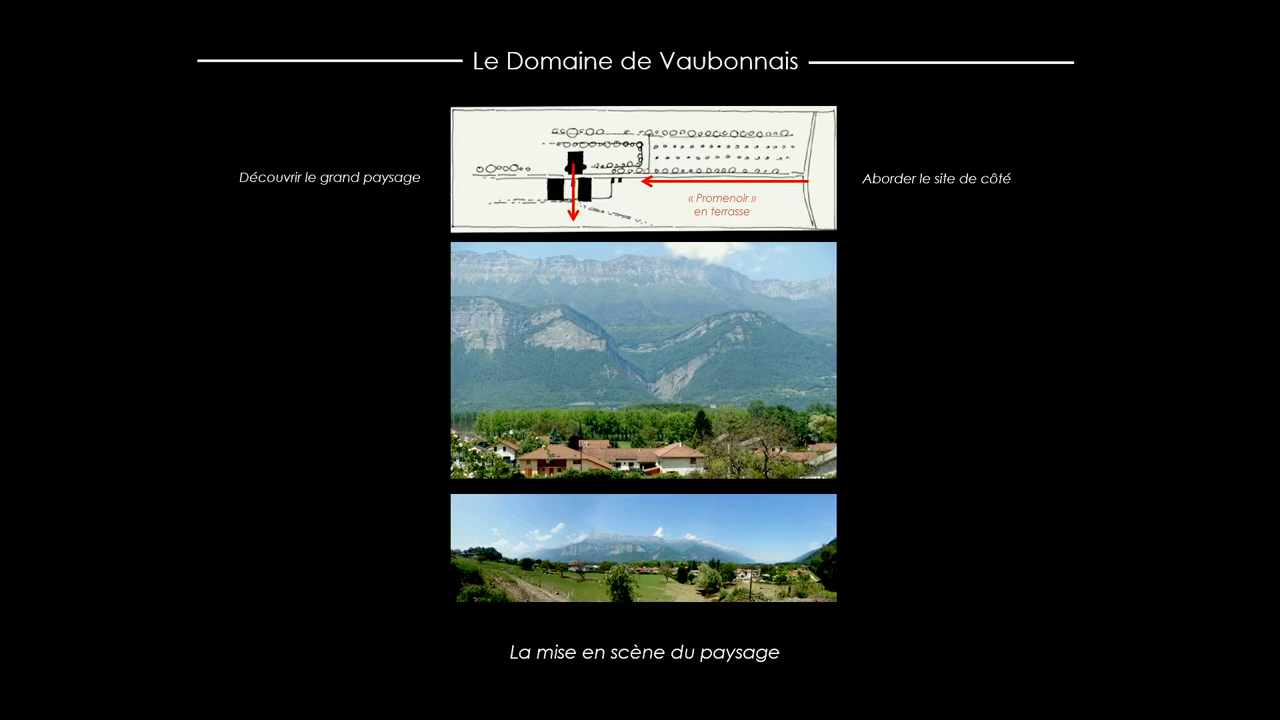 Le Domaine de Vaubonnais
Découvrir le grand paysage
Aborder le site de côté
« Promenoir »
en terrasse
La mise en scène du paysage